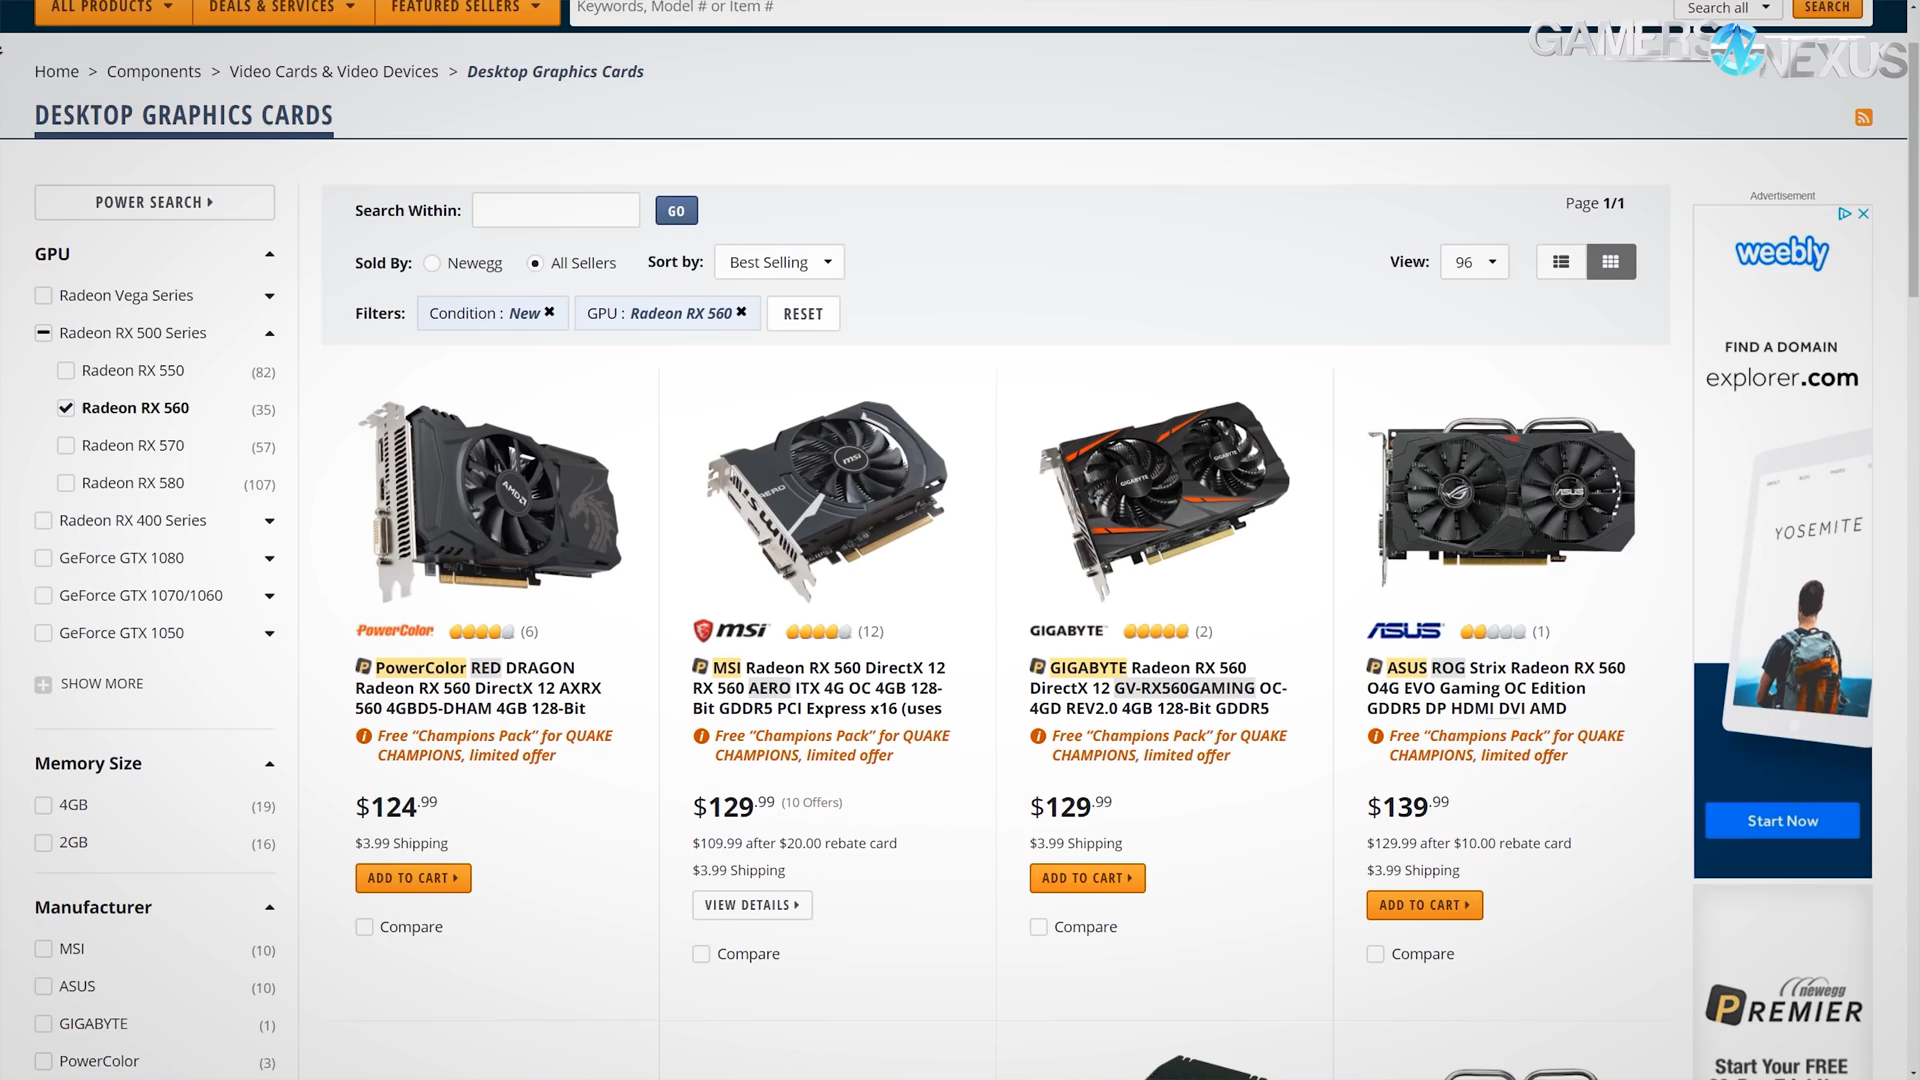 ALL PRODUCTS
DEALS & SERVICES
FEATURED SELLERS
Keywords, Model # or Item #
Search all
SEARCH
GAMERS NEXUS
Home > Components > Video Cards & Video Devices > Desktop Graphics Cards
DESKTOP GRAPHICS CARDS
POWER SEARCH
GPU
Radeon Vega Series
Radeon RX 500 Series
Radeon RX 550 (82)
Radeon RX 560 (35)
Radeon RX 570 (57)
Radeon RX 580 (107)
Radeon RX 400 Series
GeForce GTX 1080
GeForce GTX 1070/1060
GeForce GTX 1050
SHOW MORE
Memory Size
4GB (19)
2GB (16)
Manufacturer
MSI (10)
ASUS (10)
GIGABYTE (1)
PowerColor (3)
Search Within:
GO
Page 1/1
Sold By:
Newegg
All Sellers
Sort by:
Best Selling
View:
96
Filters:
Condition : New
GPU : Radeon RX 560
RESET
AMD
PowerColor
(6)
PowerColor RED DRAGON
Radeon RX 560 DirectX 12 AXRX
560 4GBD5-DHAM 4GB 128-Bit
Free “Champions Pack” for QUAKE
CHAMPIONS, limited offer
$124.99
$3.99 Shipping
ADD TO CART
Compare
msi
AERO
msi
(12)
MSI Radeon RX 560 DirectX 12
RX 560 AERO ITX 4G OC 4GB 128-
Bit GDDR5 PCI Express x16 (uses
Free “Champions Pack” for QUAKE
CHAMPIONS, limited offer
$129.99 (10 Offers)
$109.99 after $20.00 rebate card
$3.99 Shipping
VIEW DETAILS
Compare
GIGABYTE
GIGABYTE
GIGABYTE
(2)
GIGABYTE Radeon RX 560
DirectX 12 GV-RX560GAMING OC-
4GD REV2.0 4GB 128-Bit GDDR5
Free “Champions Pack” for QUAKE
CHAMPIONS, limited offer
$129.99
$3.99 Shipping
ADD TO CART
Compare
ASUS
ASUS
(1)
ASUS ROG Strix Radeon RX 560
O4G EVO Gaming OC Edition
GDDR5 DP HDMI DVI AMD
Free “Champions Pack” for QUAKE
CHAMPIONS, limited offer
$139.99
$129.99 after $10.00 rebate card
$3.99 Shipping
ADD TO CART
Compare
Advertisement
weebly
FIND A DOMAIN
explorer.com
YOSEMITE
Start Now
newegg
PREMIER
Start Your FREE